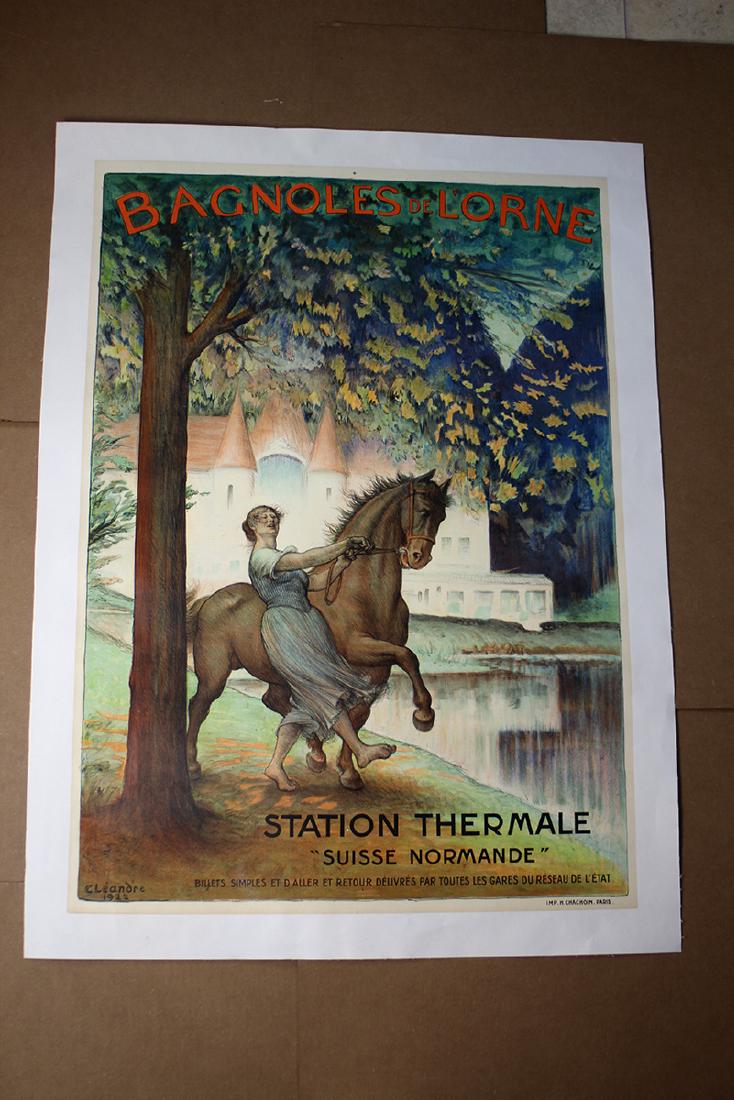 BAGNOLES DE L'ORNE
STATION THERMALE
"SUISSE NORMANDE"
BILLETS SIMPLES ET D'ALLER ET RETOUR DÉLIVRÉS PAR TOUTES LES GARES DU RÉSEAU DE L'ÉTAT
C Léandre
1923
IMP. H. CHACHOIN. PARIS